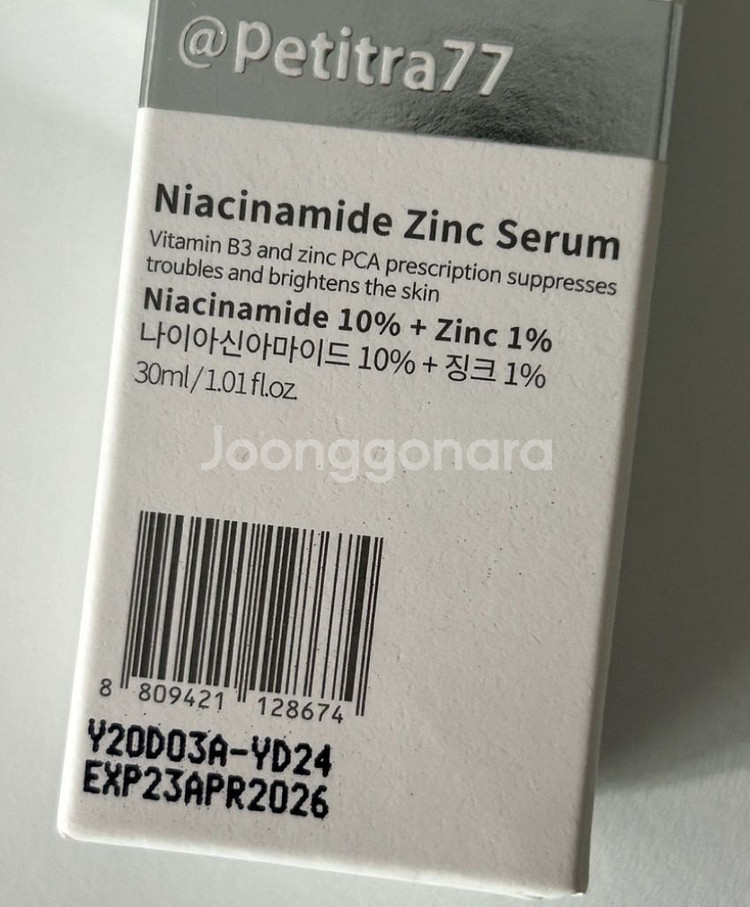 @Petitra77
Niacinamide Zinc Serum
Vitamin B3 and zinc PCA prescription suppresses
troubles and brightens the skin
Niacinamide 10% + Zinc 1%
나이아신아마이드 10% + 징크 1%
30ml/1.01fl.oz
Joonggonara
8 809421 128674
Y20D03A-YD24
EXP23APR2026